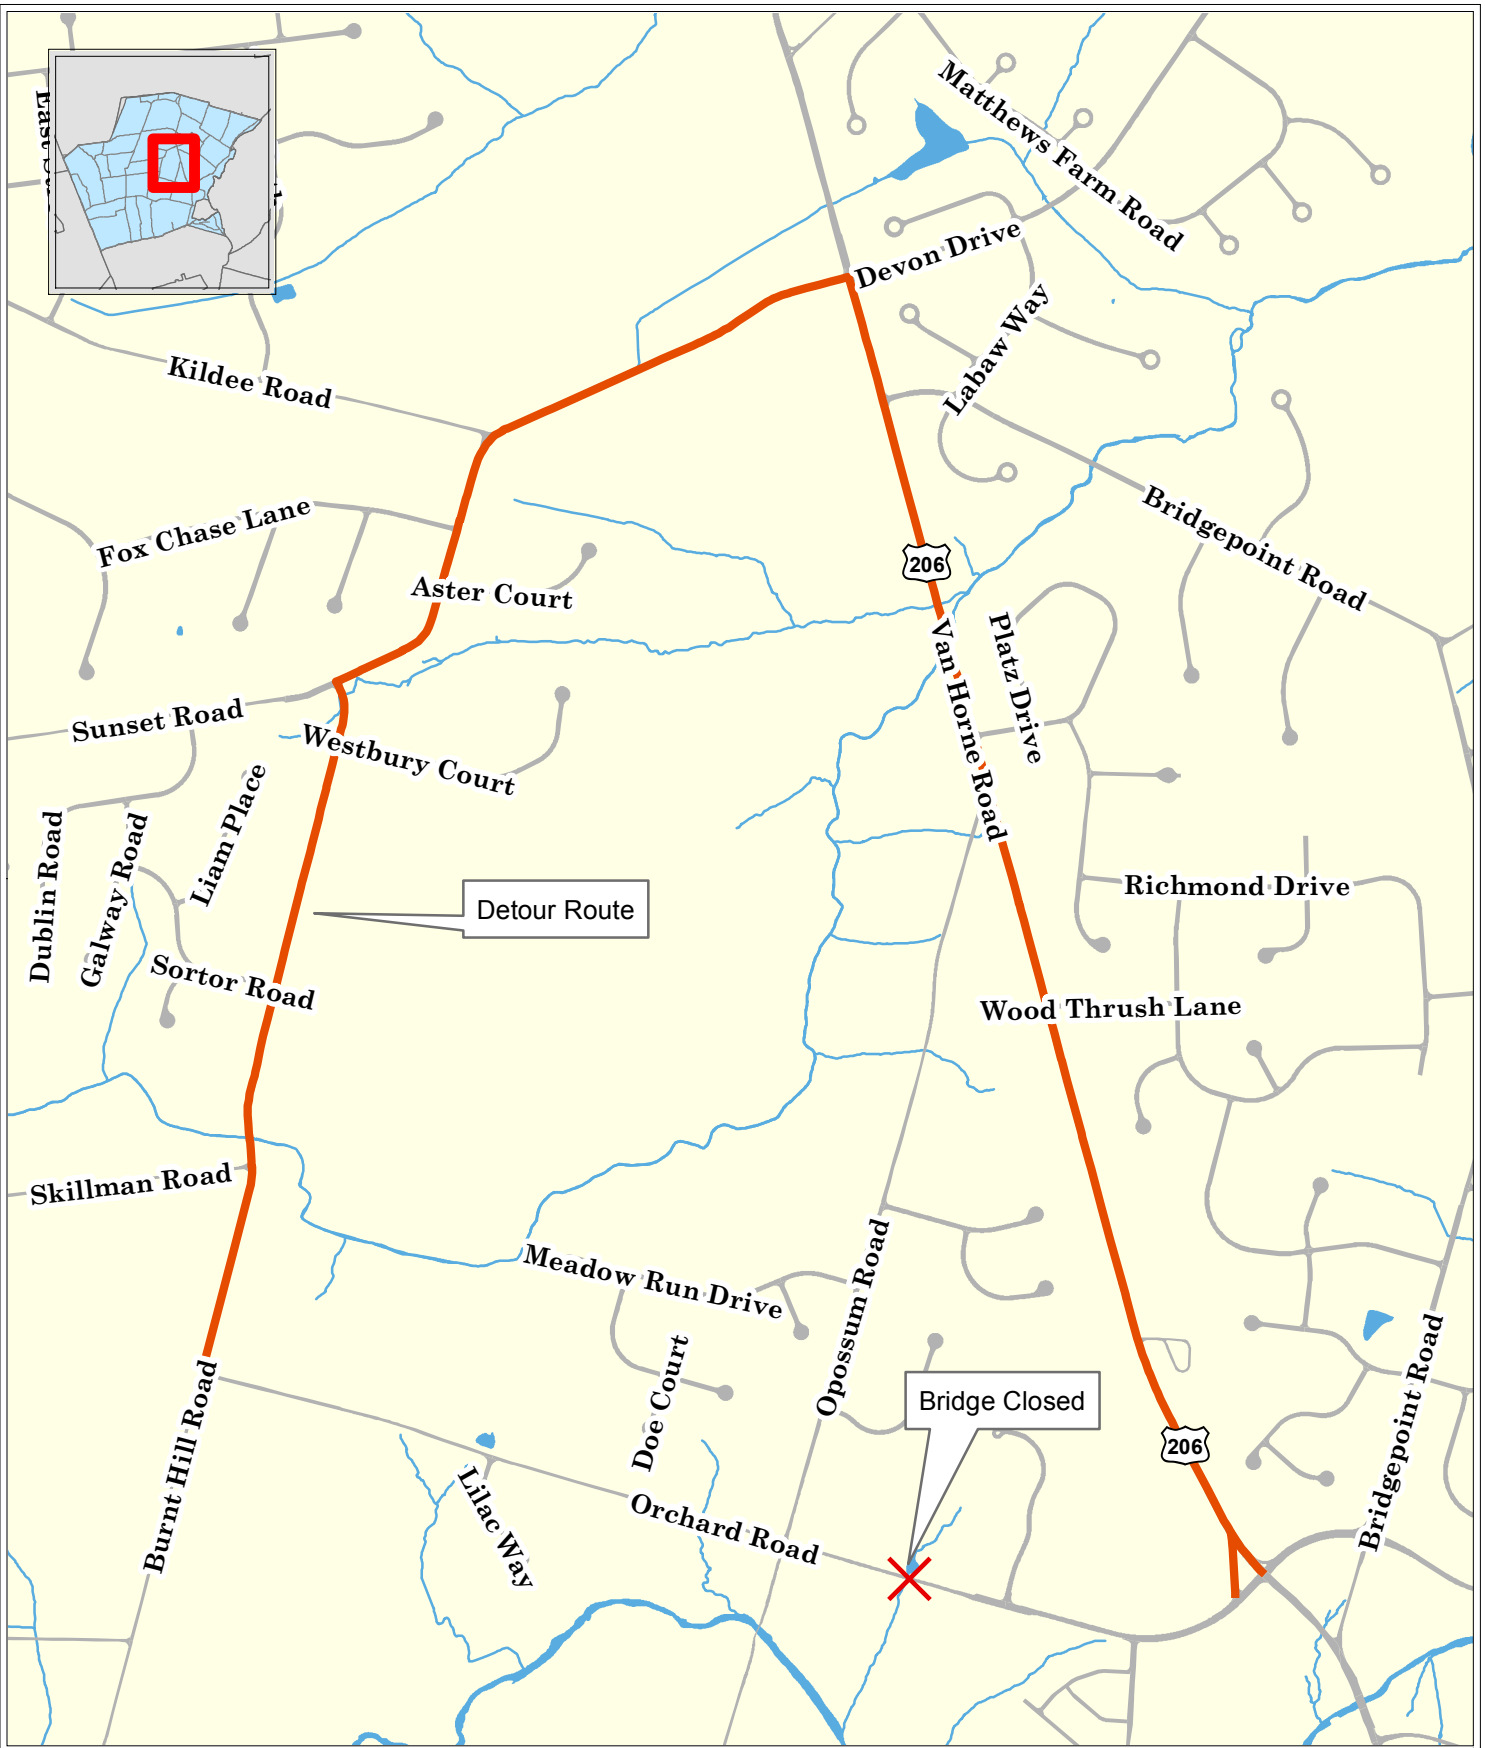 Matthews Farm Road
Devon Drive
Labaw Way
Kildee Road
Fox Chase Lane
Bridgepoint Road
206
Aster Court
Van Horne Road
Platz Drive
Sunset Road
Westbury Court
Liam Place
Dublin Road
Galway Road
Richmond Drive
Detour Route
Sortor Road
Wood Thrush Lane
Skillman Road
Meadow Run Drive
Opossum Road
Doe Court
Bridge Closed
Bridgepoint Road
Burnt Hill Road
206
Lilac Way
Orchard Road